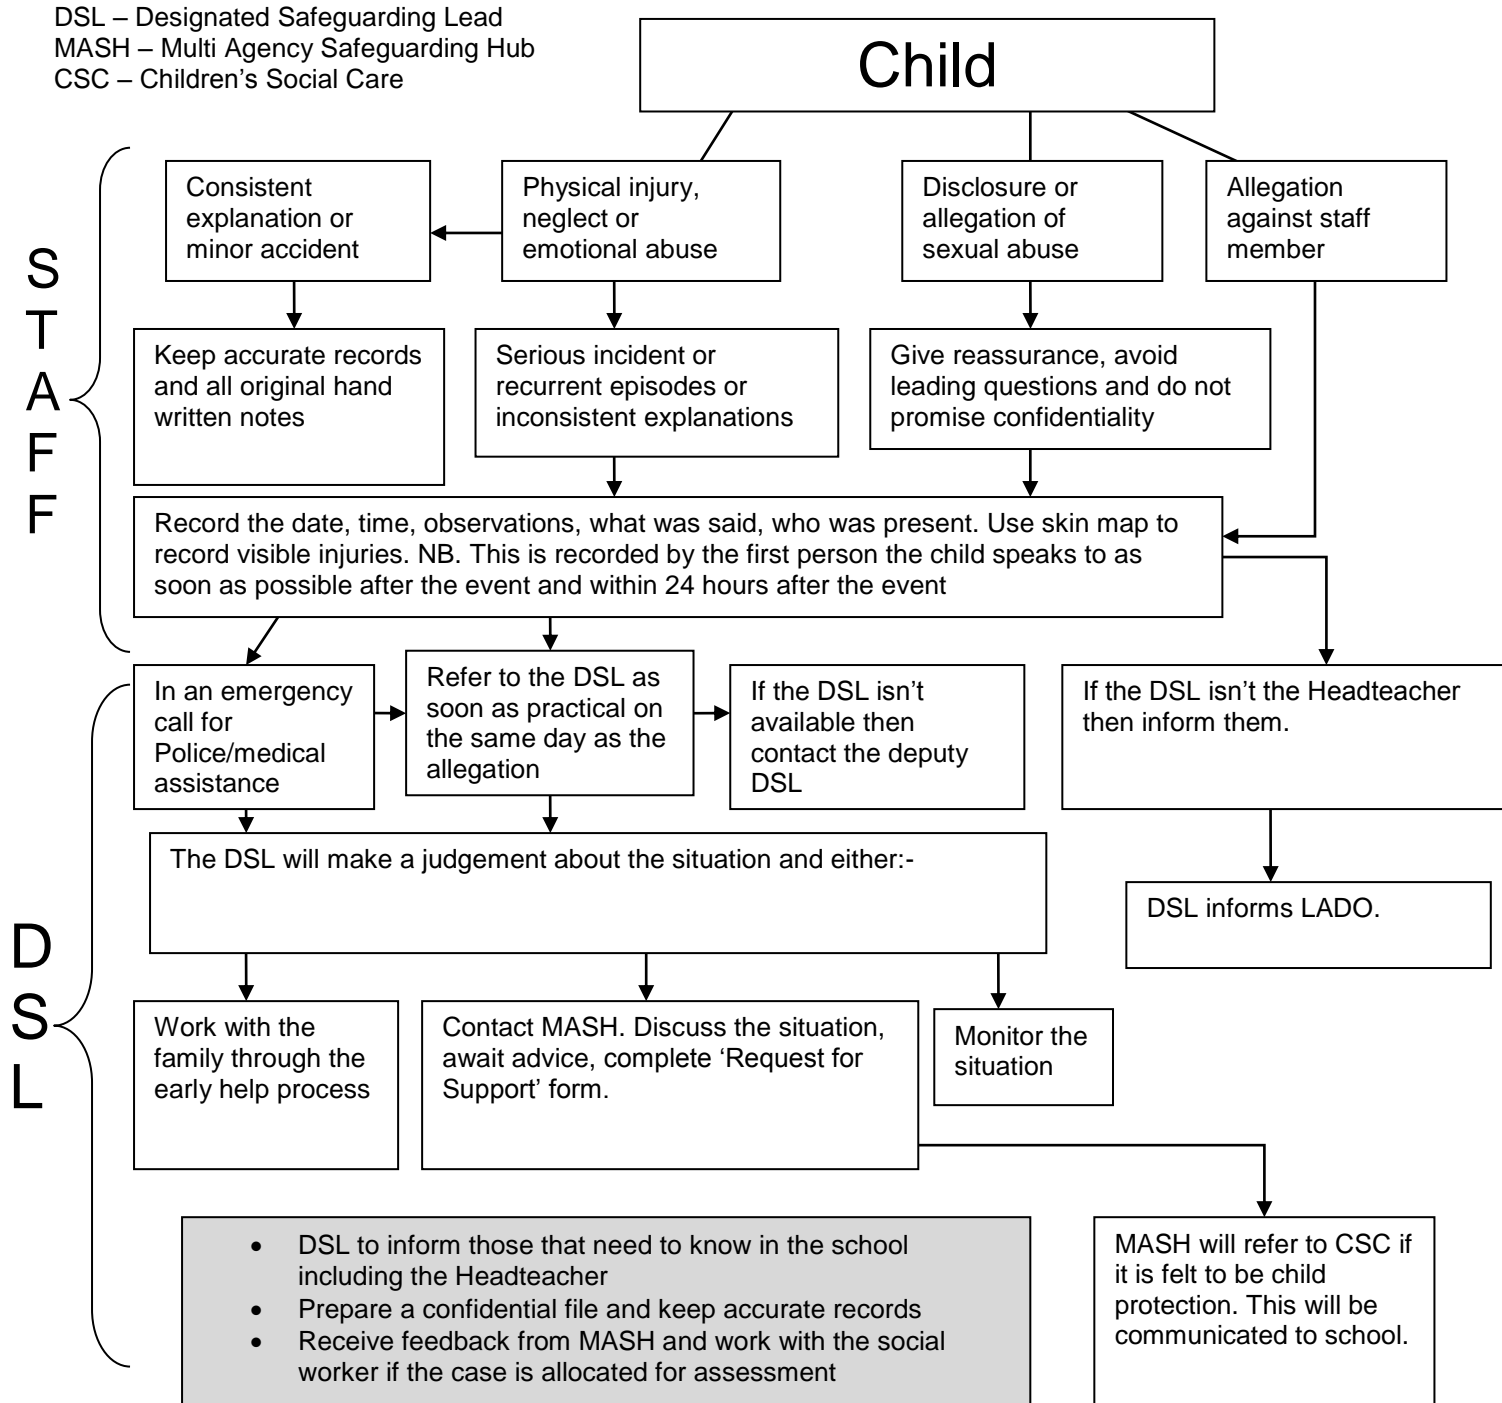 DSL – Designated Safeguarding Lead
MASH – Multi Agency Safeguarding Hub
CSC – Children's Social Care
Child
Consistent
explanation or
minor accident
Physical injury,
neglect or
emotional abuse
Disclosure or
allegation of
sexual abuse
Allegation
against staff
member
S
T
A
F
F
Keep accurate records
and all original hand
written notes
Serious incident or
recurrent episodes or
inconsistent explanations
Give reassurance, avoid
leading questions and do not
promise confidentiality
Record the date, time, observations, what was said, who was present. Use skin map to
record visible injuries. NB. This is recorded by the first person the child speaks to as
soon as possible after the event and within 24 hours after the event
In an emergency
call for
Police/medical
assistance
Refer to the DSL as
soon as practical on
the same day as the
allegation
If the DSL isn't
available then
contact the deputy
DSL
If the DSL isn't the Headteacher
then inform them.
The DSL will make a judgement about the situation and either:-
DSL informs LADO.
D
S
L
Work with the
family through the
early help process
Contact MASH. Discuss the situation,
await advice, complete 'Request for
Support' form.
Monitor the
situation
• DSL to inform those that need to know in the school
including the Headteacher
• Prepare a confidential file and keep accurate records
• Receive feedback from MASH and work with the social
worker if the case is allocated for assessment
MASH will refer to CSC if
it is felt to be child
protection. This will be
communicated to school.